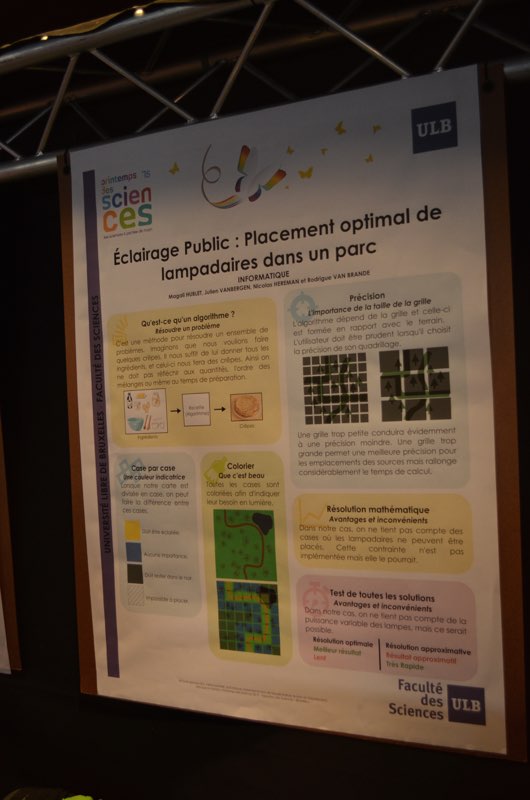 ULB
printemps '15
des
scien
ces
Éclairage Public : Placement optimal de
lampadaires dans un parc
INFORMATIQUE
Magali HUBLET, Julien VANBERGEN, Nicolas HEREMAN et Rodrigue VAN BRANDE
UNIVERSITÉ LIBRE DE BRUXELLES - FACULTÉ DES SCIENCES
Qu'est-ce qu'un algorithme ?
Résoudre un problème
C'est une méthode pour résoudre un ensemble de
problèmes. Imaginons que nous voulions faire
quelques crêpes. Il nous suffit de lui donner tous les
ingrédients et celui-ci nous fera des crêpes. Ainsi on
ne doit pas réfléchir aux quantités, l'ordre des
mélanges ou même au temps de préparation.
Ingrédients
Recette
(Algorithme)
Crêpes
Précision
L'importance de la taille de la grille
L'algorithme dépend de la grille et celle-ci
est formée en rapport avec le terrain.
L'utilisateur doit être prudent lorsqu'il choisit
la précision de son quadrillage.
Une grille trop petite conduira évidemment
à une précision moindre. Une grille trop
grande permet une meilleure précision pour
les emplacements des sources mais rallonge
considérablement le temps de calcul.
Case par case
Une couleur indicatrice
Lorsque notre carte est
divisée en case, on peut
faire la différence entre
ces cases.
Doit être éclairée
Aucune importance
Doit rester dans le noir
Impossible à placer
Colorier
Que c'est beau
Toutes les cases sont
coloriées afin d'indiquer
leur besoin en lumière.
Résolution mathématique
Avantages et inconvénients
Dans notre cas, on ne tient pas compte des
cases où les lampadaires ne peuvent être
placés. Cette contrainte n'est pas
implémentée mais elle le pourrait.
Test de toutes les solutions
Avantages et inconvénients
Dans notre cas, on ne tient pas compte de la
puissance variable des lampes, mais ce serait
possible.
Résolution optimale
Meilleur résultat
Lent
Résolution approximative
Résultat approximatif
Très Rapide
Faculté
des
Sciences
ULB